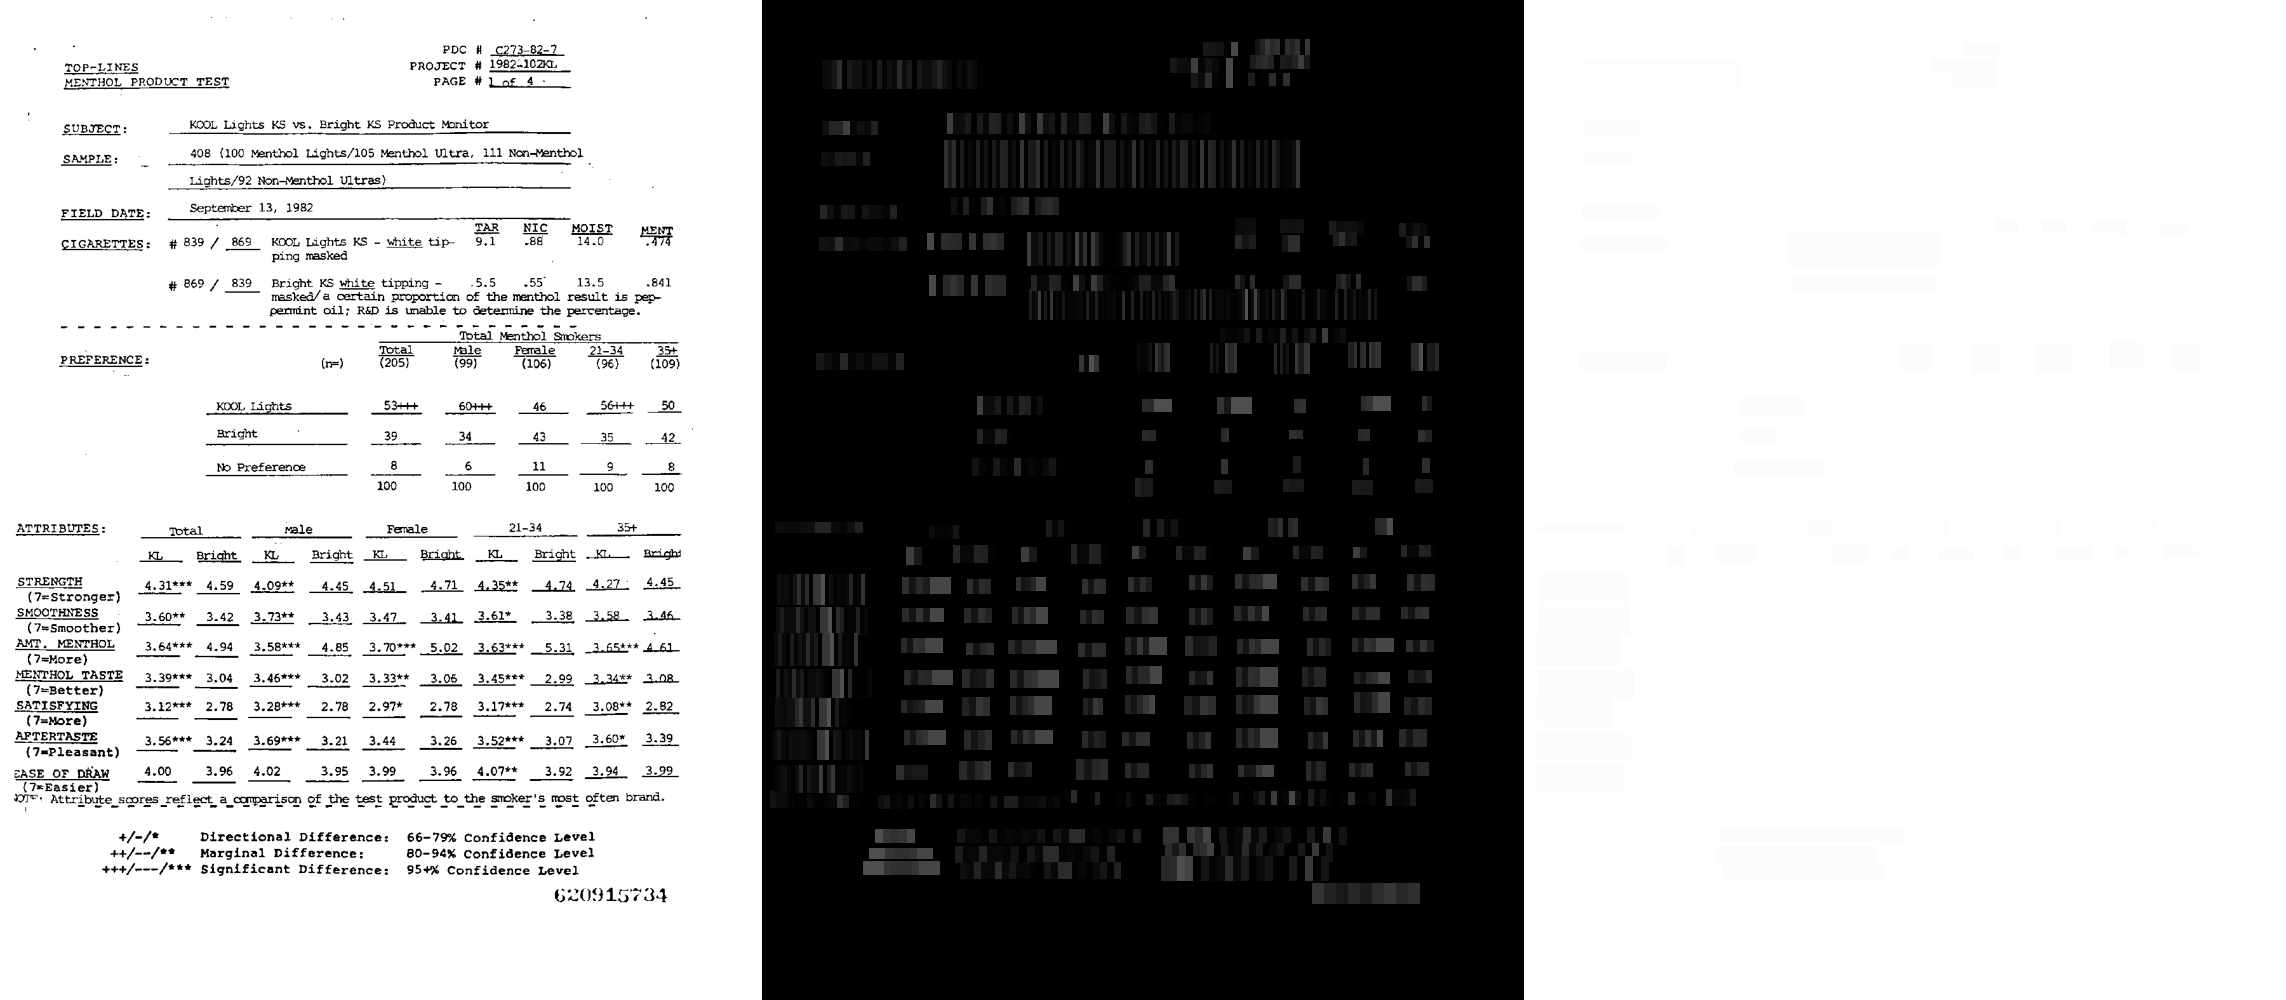 PDC # C273-82-7
TOP-LINES PROJECT # 1982-102KL
MENTHOL PRODUCT TEST PAGE # 1 of 4
SUBJECT: KOOL Lights KS vs. Bright KS Product Monitor
SAMPLE: 408 (100 Menthol Lights/105 Menthol Ultra, 111 Non-Menthol
Lights/92 Non-Menthol Ultras)
FIELD DATE: September 13, 1982
TAR NIC MOIST MENT
CIGARETTES: # 839 / 869 KOOL Lights KS - white tip- 9.1 .88 14.0 .474
ping masked
# 869 / 839 Bright KS white tipping - 5.5 .55 13.5 .841
masked/a certain proportion of the menthol result is pep-
permint oil; R&D is unable to determine the percentage.
Total Menthol Smokers
Total Male Female 21-34 35+
PREFERENCE: (n=) (205) (99) (106) (96) (109)
KOOL Lights 53+++ 60+++ 46 56+++ 50
Bright 39 34 43 35 42
No Preference 8 6 11 9 8
100 100 100 100 100
ATTRIBUTES: Total Male Female 21-34 35+
KL Bright KL Bright KL Bright KL Bright KL Bright
STRENGTH 4.31*** 4.59 4.09** 4.45 4.51 4.71 4.35** 4.74 4.27 4.45
(7=Stronger)
SMOOTHNESS 3.60** 3.42 3.73** 3.43 3.47 3.41 3.61* 3.38 3.58 3.46
(7=Smoother)
AMT. MENTHOL 3.64*** 4.94 3.58*** 4.85 3.70*** 5.02 3.63*** 5.31 3.65*** 4.61
(7=More)
MENTHOL TASTE 3.39*** 3.04 3.46*** 3.02 3.33** 3.06 3.45*** 2.99 3.34** 3.08
(7=Better)
SATISFYING 3.12*** 2.78 3.28*** 2.78 2.97* 2.78 3.17*** 2.74 3.08** 2.82
(7=More)
AFTERTASTE 3.56*** 3.24 3.69*** 3.21 3.44 3.26 3.52*** 3.07 3.60* 3.39
(7=Pleasant)
EASE OF DRAW 4.00 3.96 4.02 3.95 3.99 3.96 4.07** 3.92 3.94 3.99
(7=Easier)
NOTE: Attribute scores reflect a comparison of the test product to the smoker's most often brand.
+/-/* Directional Difference: 66-79% Confidence Level
++/--/** Marginal Difference: 80-94% Confidence Level
+++/---/*** Significant Difference: 95+% Confidence Level
620915734